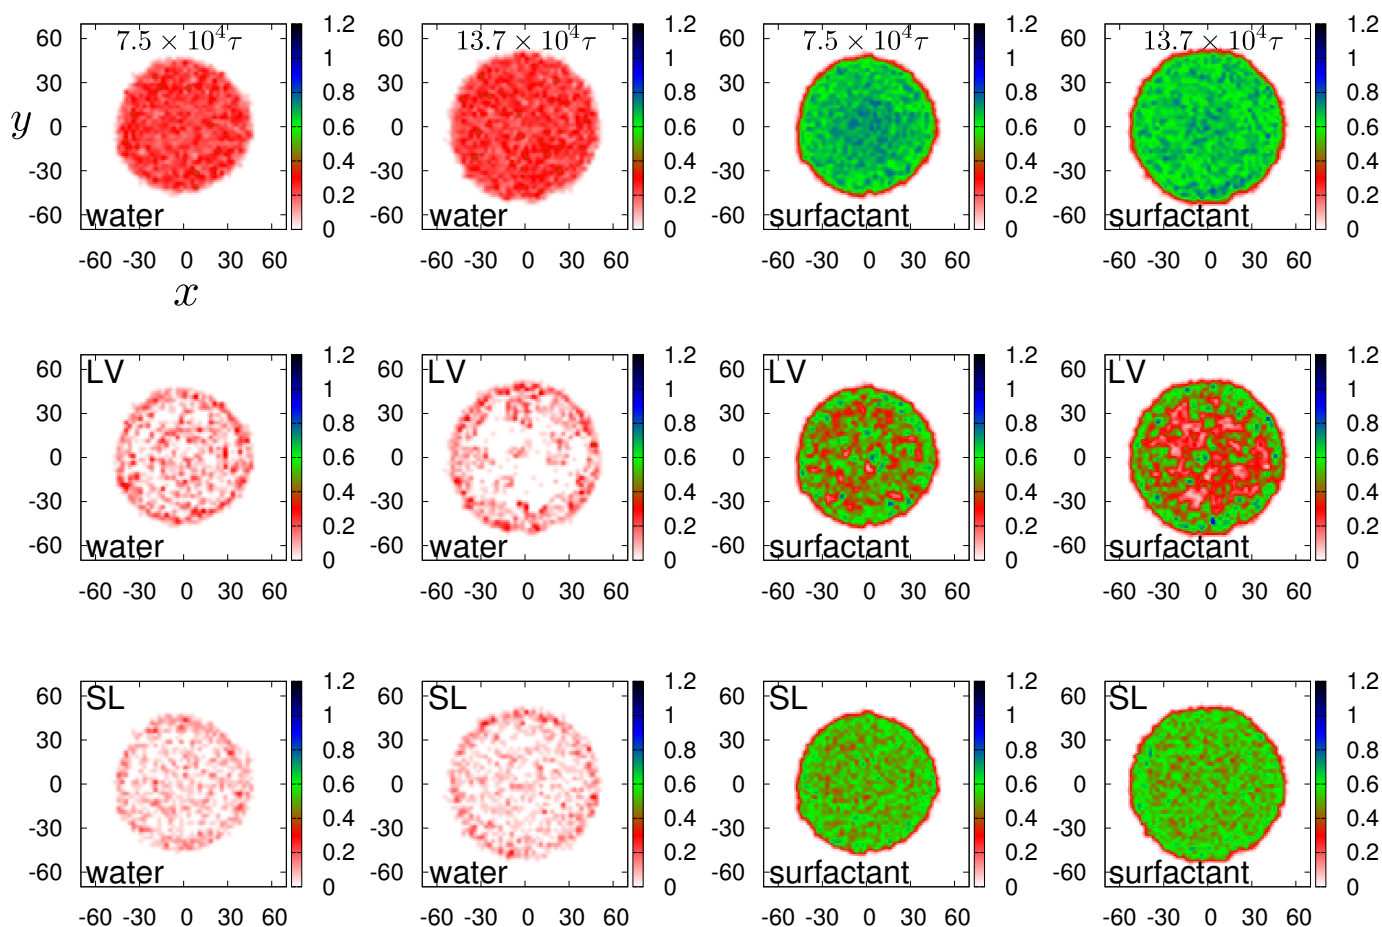 7.5 × 10⁴τ 13.7 × 10⁴τ 7.5 × 10⁴τ 13.7 × 10⁴τ
60 1.2 60 1.2 60 1.2 60 1.2
30 1 30 1 30 1 30 1
y 0 0.8 0 0.8 0 0.8 0 0.8
0.6 0.6 0.6 0.6
-30 0.4 -30 0.4 -30 0.4 -30 0.4
-60 0.2 -60 0.2 -60 0.2 -60 0.2
water 0 water 0 surfactant 0 surfactant 0
-60 -30 0 30 60 -60 -30 0 30 60 -60 -30 0 30 60 -60 -30 0 30 60
x
LV LV LV LV
60 1.2 60 1.2 60 1.2 60 1.2
30 1 30 1 30 1 30 1
0 0.8 0 0.8 0 0.8 0 0.8
0.6 0.6 0.6 0.6
-30 0.4 -30 0.4 -30 0.4 -30 0.4
-60 0.2 -60 0.2 -60 0.2 -60 0.2
water 0 water 0 surfactant 0 surfactant 0
-60 -30 0 30 60 -60 -30 0 30 60 -60 -30 0 30 60 -60 -30 0 30 60
SL SL SL SL
60 1.2 60 1.2 60 1.2 60 1.2
30 1 30 1 30 1 30 1
0 0.8 0 0.8 0 0.8 0 0.8
0.6 0.6 0.6 0.6
-30 0.4 -30 0.4 -30 0.4 -30 0.4
-60 0.2 -60 0.2 -60 0.2 -60 0.2
water 0 water 0 surfactant 0 surfactant 0
-60 -30 0 30 60 -60 -30 0 30 60 -60 -30 0 30 60 -60 -30 0 30 60